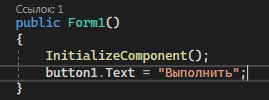 Ссылок: 1
public Form1()
{
InitializeComponent();
button1.Text = "Выполнить";
}